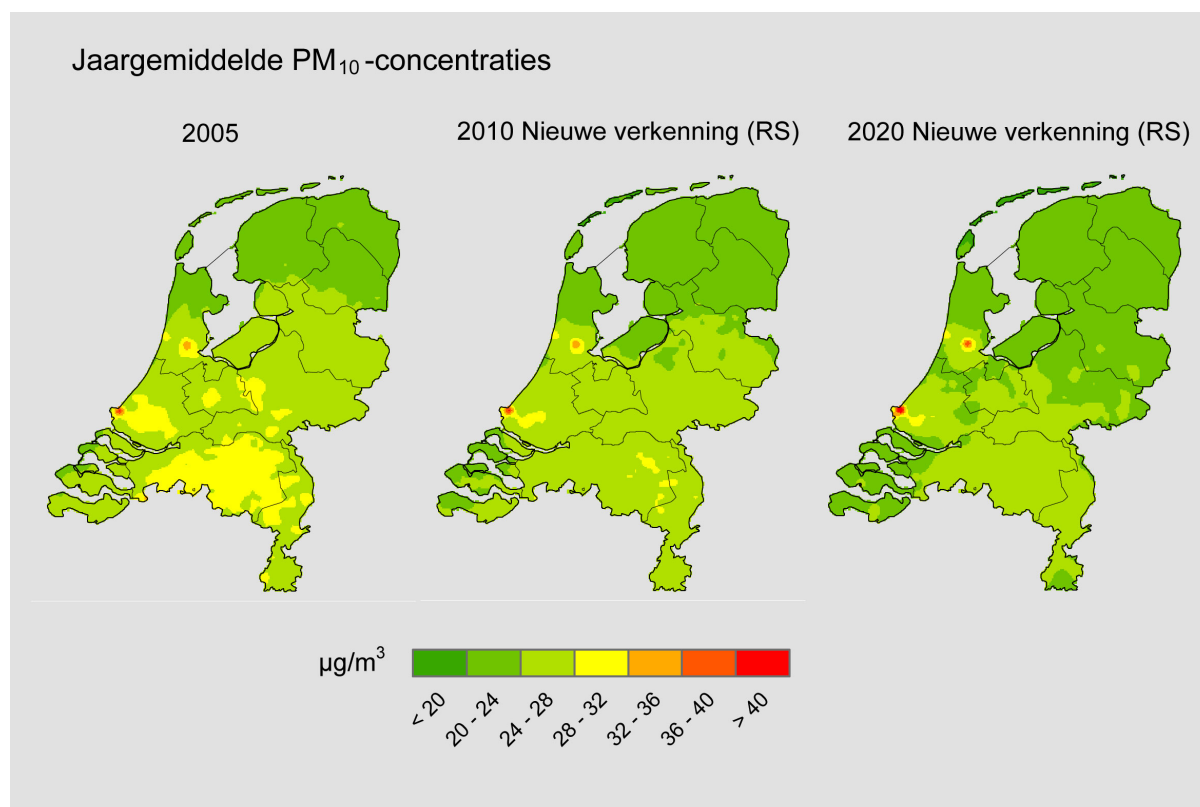 Jaargemiddelde PM₁₀-concentraties
2005
2010 Nieuwe verkenning (RS)
2020 Nieuwe verkenning (RS)
µg/m³
< 20
20 - 24
24 - 28
28 - 32
32 - 36
36 - 40
> 40